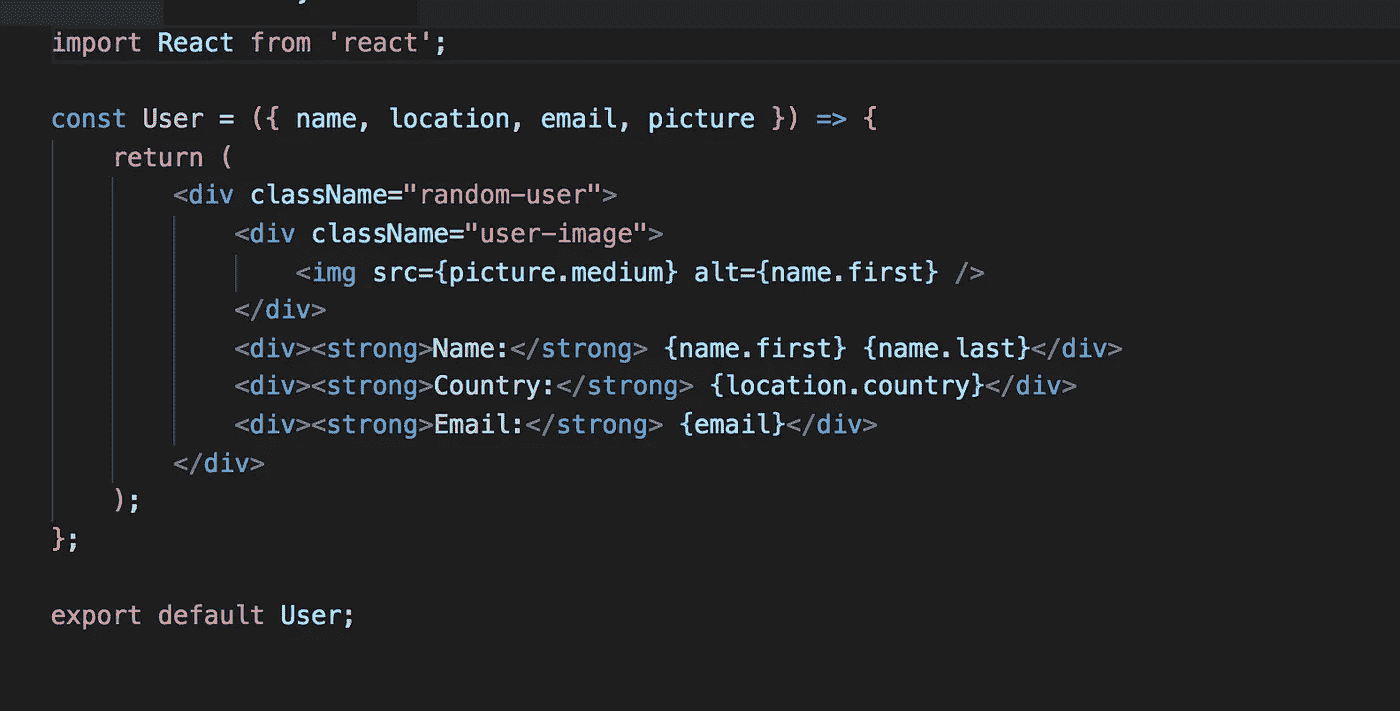 import React from 'react';
const User = ({ name, location, email, picture }) => {
return (
<div className="random-user">
<div className="user-image">
<img src={picture.medium} alt={name.first} />
</div>
<div><strong>Name:</strong> {name.first} {name.last}</div>
<div><strong>Country:</strong> {location.country}</div>
<div><strong>Email:</strong> {email}</div>
</div>
);
};
export default User;